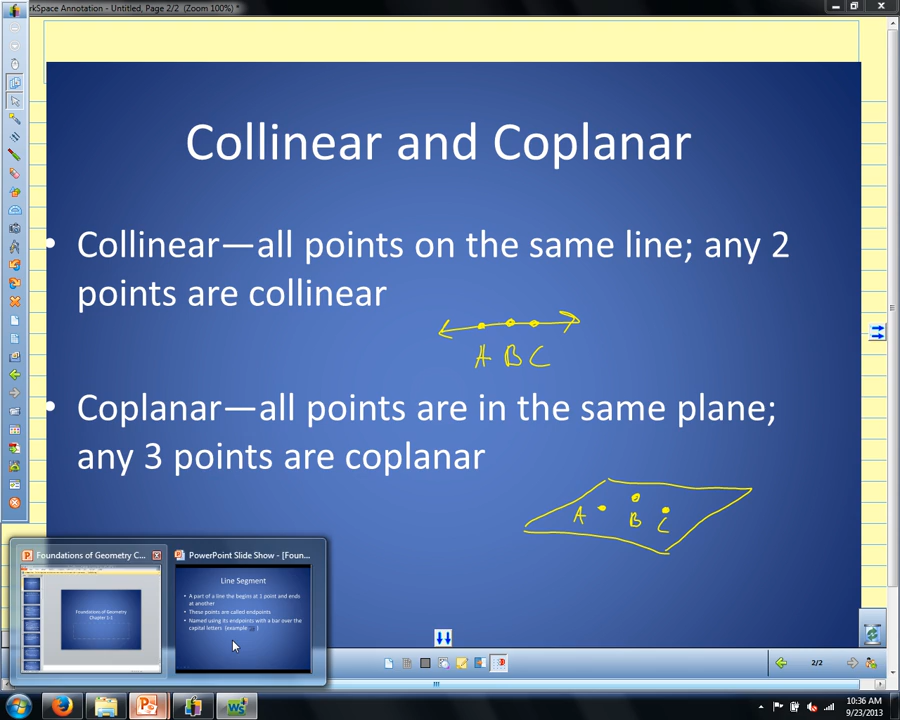 rkSpace Annotation - Untitled, Page 2/2 (Zoom 100%) *
Collinear and Coplanar
• Collinear—all points on the same line; any 2
points are collinear
A B C
• Coplanar—all points are in the same plane;
any 3 points are coplanar
A B C
Foundations of Geometry C...
Foundations of Geometry
Chapter 1-1
PowerPoint Slide Show - [Foun...
Line Segment
• A part of a line the begins at 1 point and ends
at another
• These points are called endpoints
• Named using its endpoints with a bar over the
capital letters (example: )
2/2
10:36 AM
9/23/2013